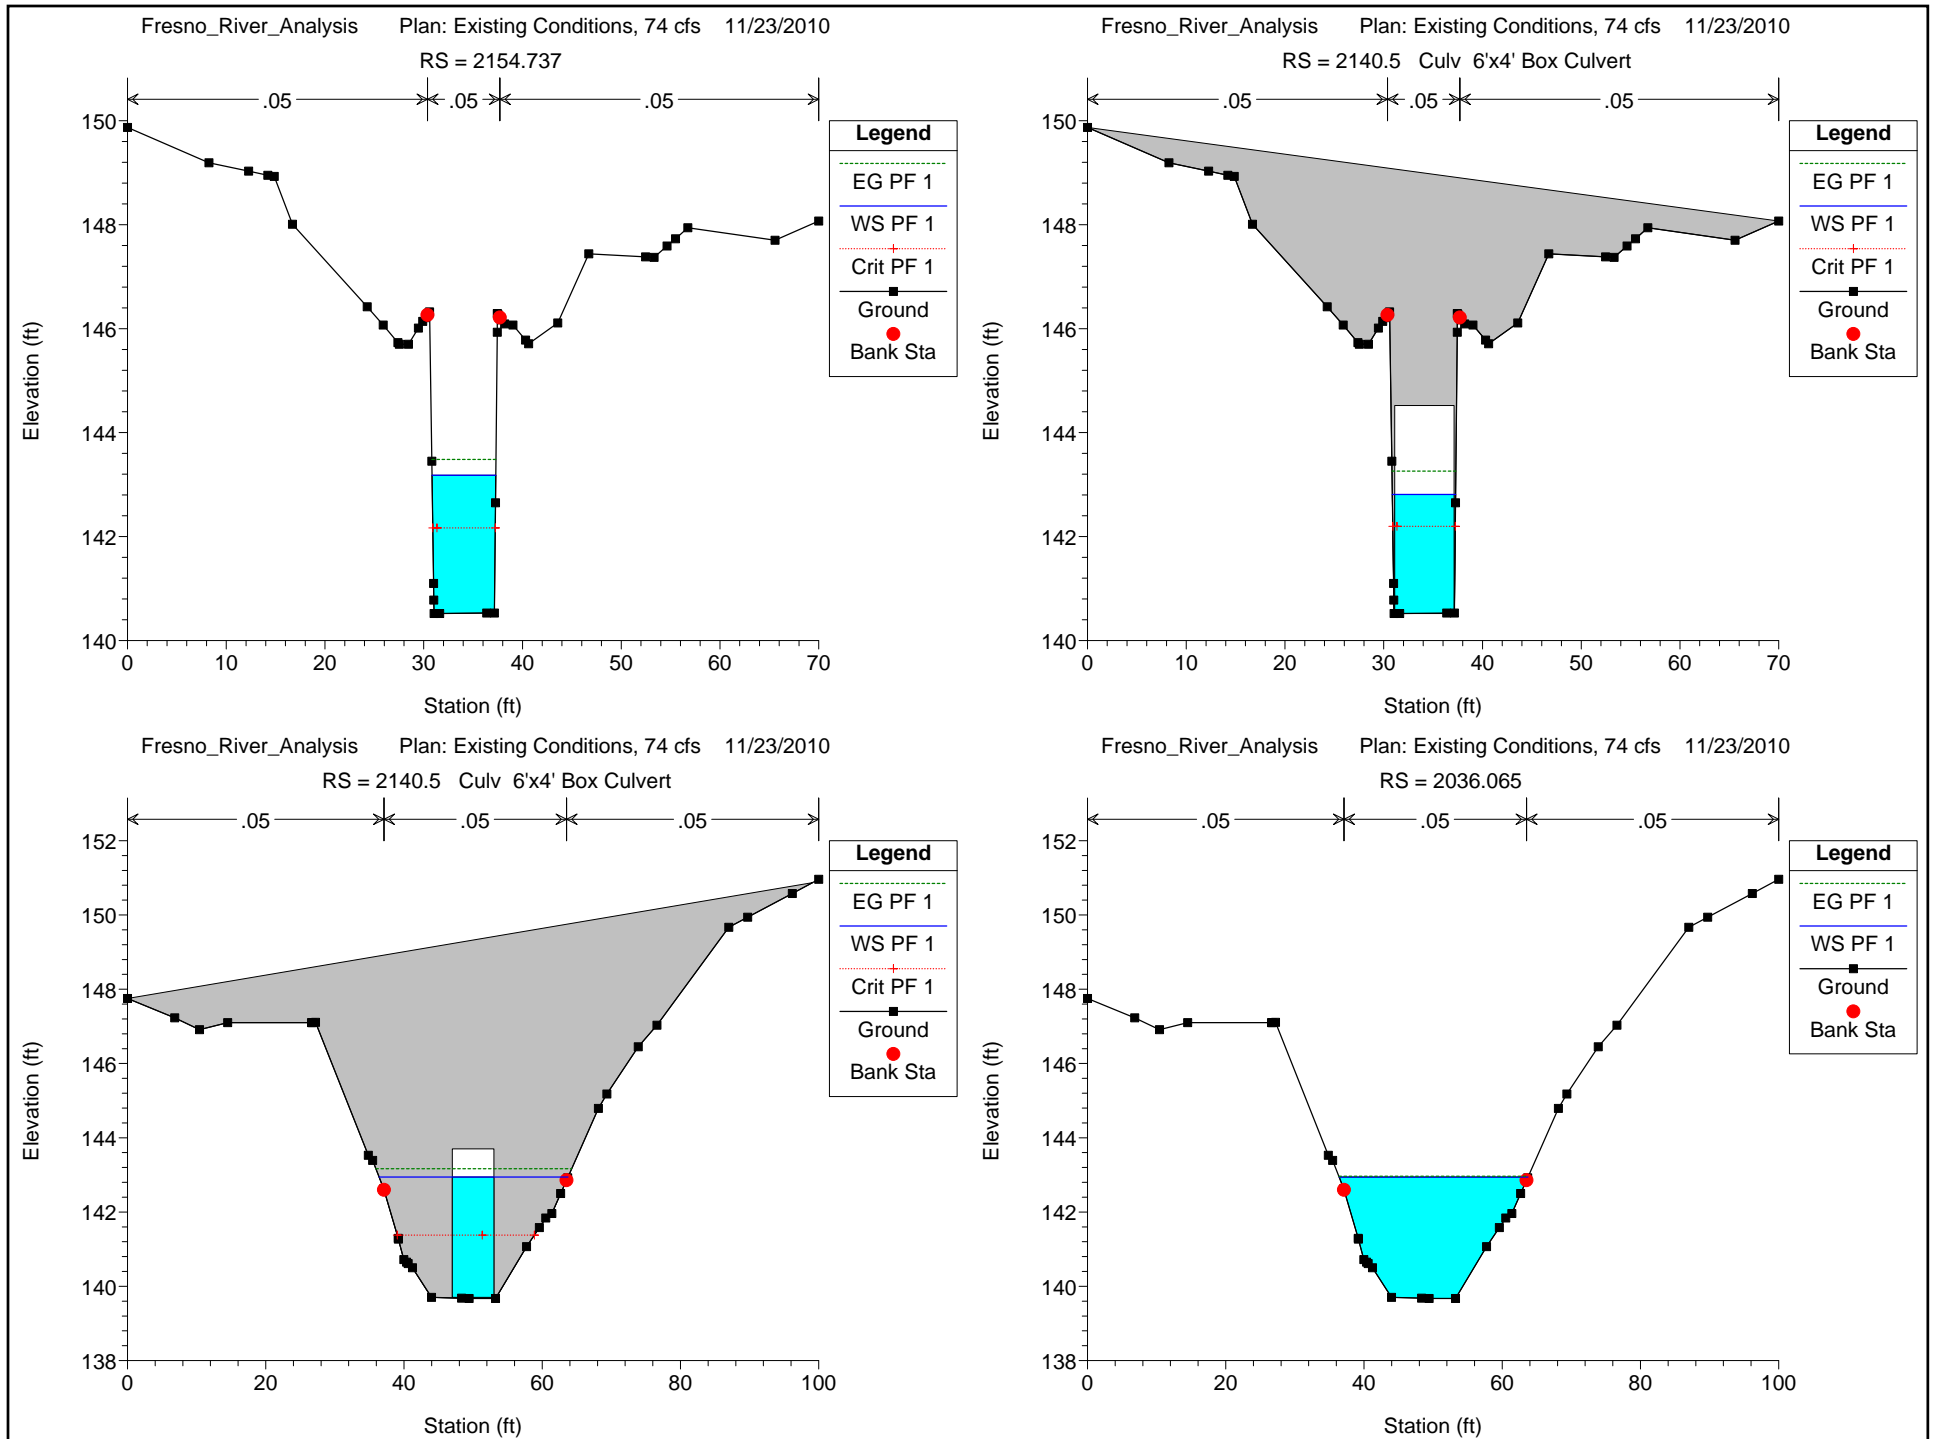 Fresno_River_Analysis Plan: Existing Conditions, 74 cfs 11/23/2010
RS = 2154.737
.05 .05 .05
150
148
146
144
142
140
0 10 20 30 40 50 60 70
Elevation (ft)
Station (ft)
Legend
EG PF 1
WS PF 1
Crit PF 1
Ground
Bank Sta
Fresno_River_Analysis Plan: Existing Conditions, 74 cfs 11/23/2010
RS = 2140.5 Culv 6'x4' Box Culvert
.05 .05 .05
150
148
146
144
142
140
0 10 20 30 40 50 60 70
Elevation (ft)
Station (ft)
Legend
EG PF 1
WS PF 1
Crit PF 1
Ground
Bank Sta
Fresno_River_Analysis Plan: Existing Conditions, 74 cfs 11/23/2010
RS = 2140.5 Culv 6'x4' Box Culvert
.05 .05 .05
152
150
148
146
144
142
140
138
0 20 40 60 80 100
Elevation (ft)
Station (ft)
Legend
EG PF 1
WS PF 1
Crit PF 1
Ground
Bank Sta
Fresno_River_Analysis Plan: Existing Conditions, 74 cfs 11/23/2010
RS = 2036.065
.05 .05 .05
152
150
148
146
144
142
140
138
0 20 40 60 80 100
Elevation (ft)
Station (ft)
Legend
EG PF 1
WS PF 1
Ground
Bank Sta